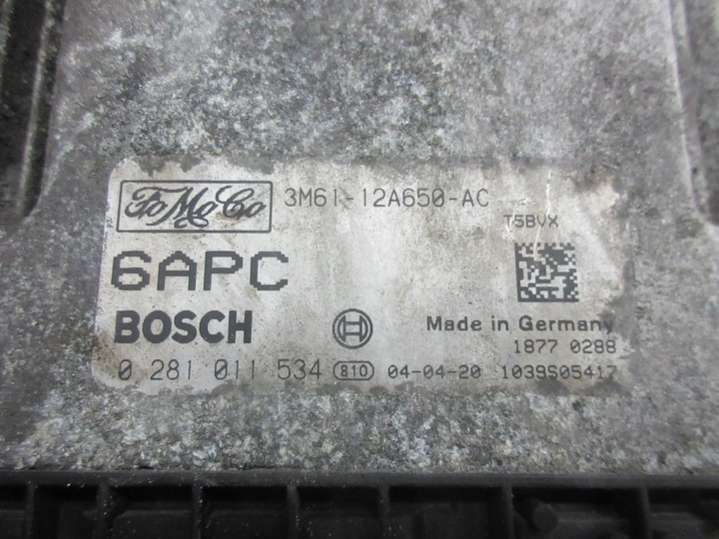 FoMoCo 3M61-12A650-AC
T5BVX
6APC
BOSCH Made in Germany
1877 0288
0 281 011 534 810 04-04-20 1039S05417